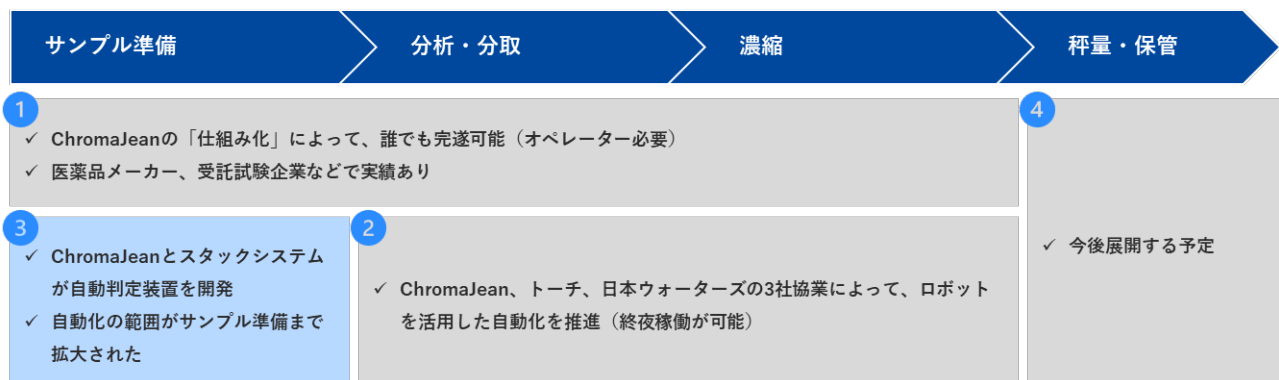 サンプル準備
分析・分取
濃縮
秤量・保管
1
✓ ChromaJeanの「仕組み化」によって、誰でも完遂可能（オペレーター必要）
✓ 医薬品メーカー、受託試験企業などで実績あり
4
✓ 今後展開する予定
3
✓ ChromaJeanとスタックシステム
が自動判定装置を開発
✓ 自動化の範囲がサンプル準備まで
拡大された
2
✓ ChromaJean、トーチ、日本ウォーターズの3社協業によって、ロボット
を活用した自動化を推進（終夜稼働が可能）